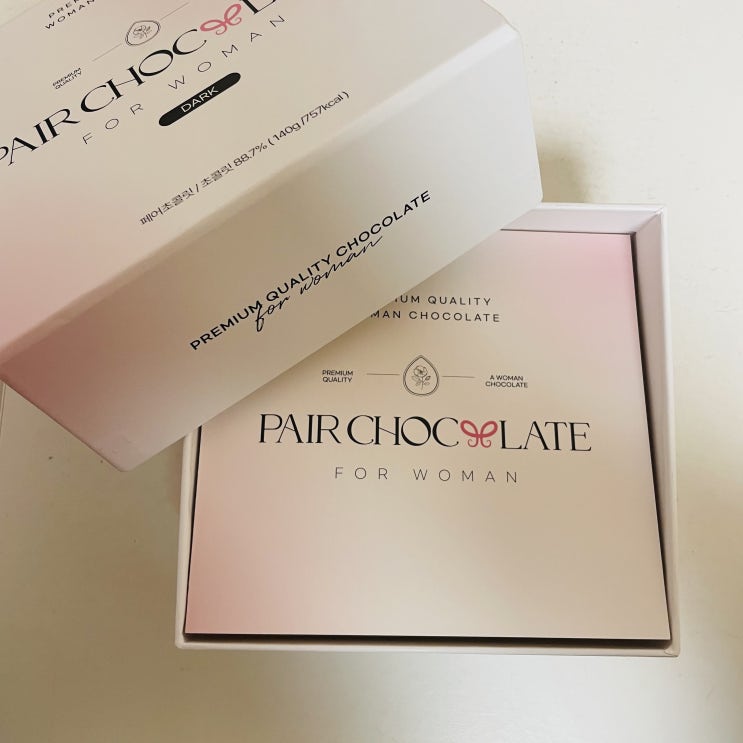 WOMAN
PREMIUM
QUALITY
PAIR CHOCOLATE
FOR WOMAN
DARK
페어초콜릿 / 초콜릿 88.7% ( 140g /757kcal )
PREMIUM QUALITY CHOCOLATE
for woman
QUALITY
CHOCOLATE
PREMIUM
QUALITY
A WOMAN
CHOCOLATE
PAIR CHOCOLATE
FOR WOMAN